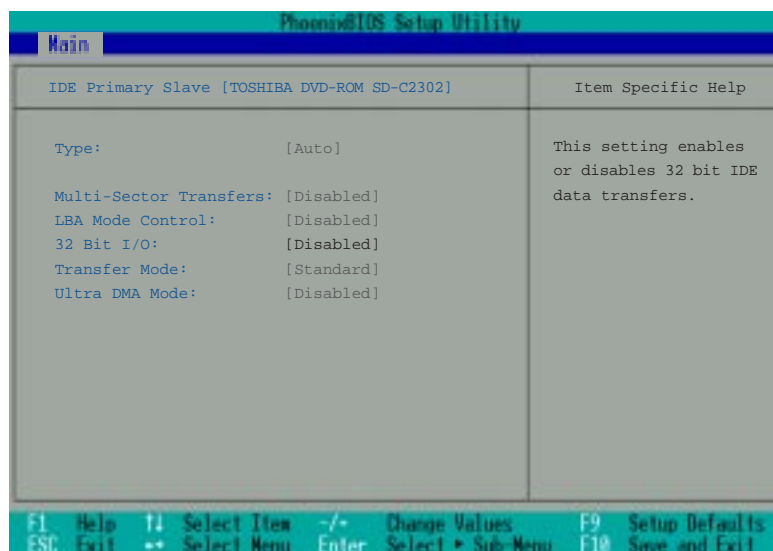 PhoenixBIOS Setup Utility
Main
IDE Primary Slave [TOSHIBA DVD-ROM SD-C2302]
Item Specific Help
Type: [Auto]
Multi-Sector Transfers: [Disabled]
LBA Mode Control: [Disabled]
32 Bit I/O: [Disabled]
Transfer Mode: [Standard]
Ultra DMA Mode: [Disabled]
This setting enables
or disables 32 bit IDE
data transfers.
F1 Help ↑↓ Select Item -/+ Change Values F9 Setup Defaults
ESC Exit ←→ Select Menu Enter Select ▶ Sub-Menu F10 Save and Exit